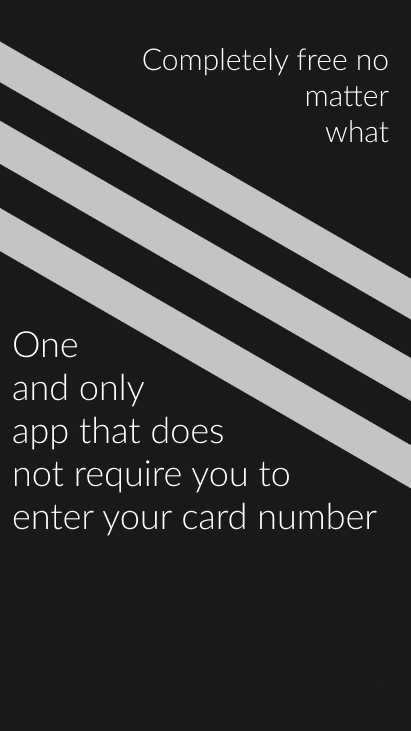 Completely free no
matter
what
One
and only
app that does
not require you to
enter your card number